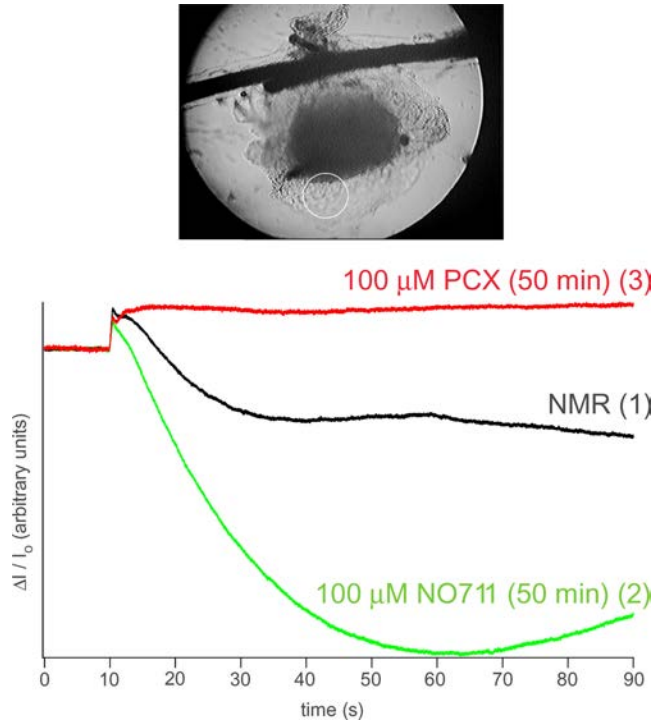 100 μM PCX (50 min) (3)
NMR (1)
100 μM NO711 (50 min) (2)
ΔI / Io (arbitrary units)
0 10 20 30 40 50 60 70 80 90
time (s)